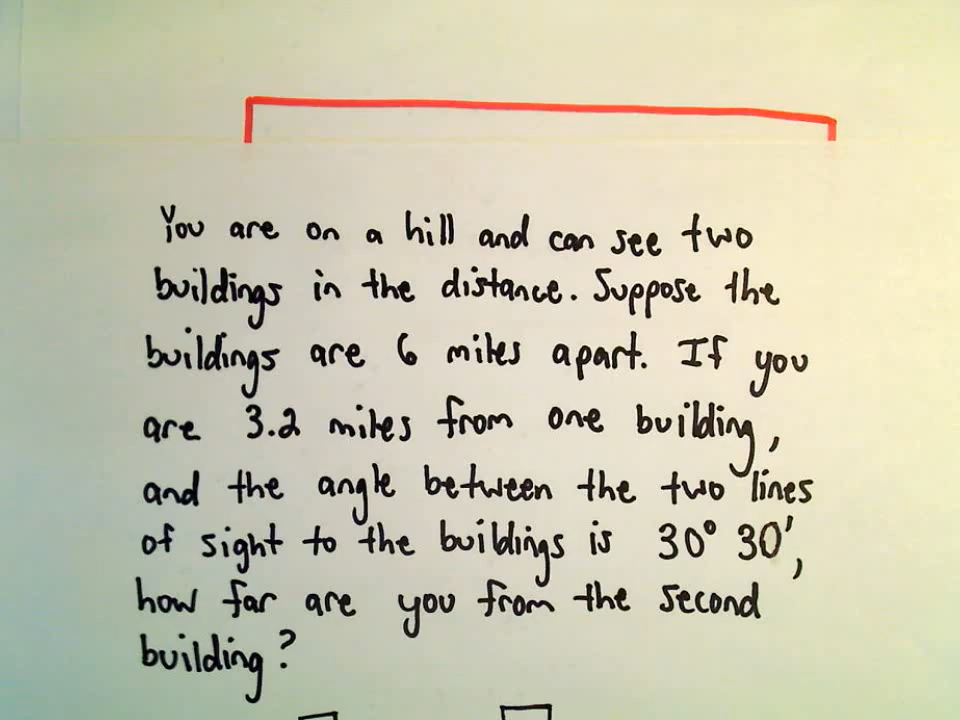 You are on a hill and can see two
buildings in the distance. Suppose the
buildings are 6 miles apart. If you
are 3.2 miles from one building,
and the angle between the two lines
of sight to the buildings is 30° 30',
how far are you from the second
building?